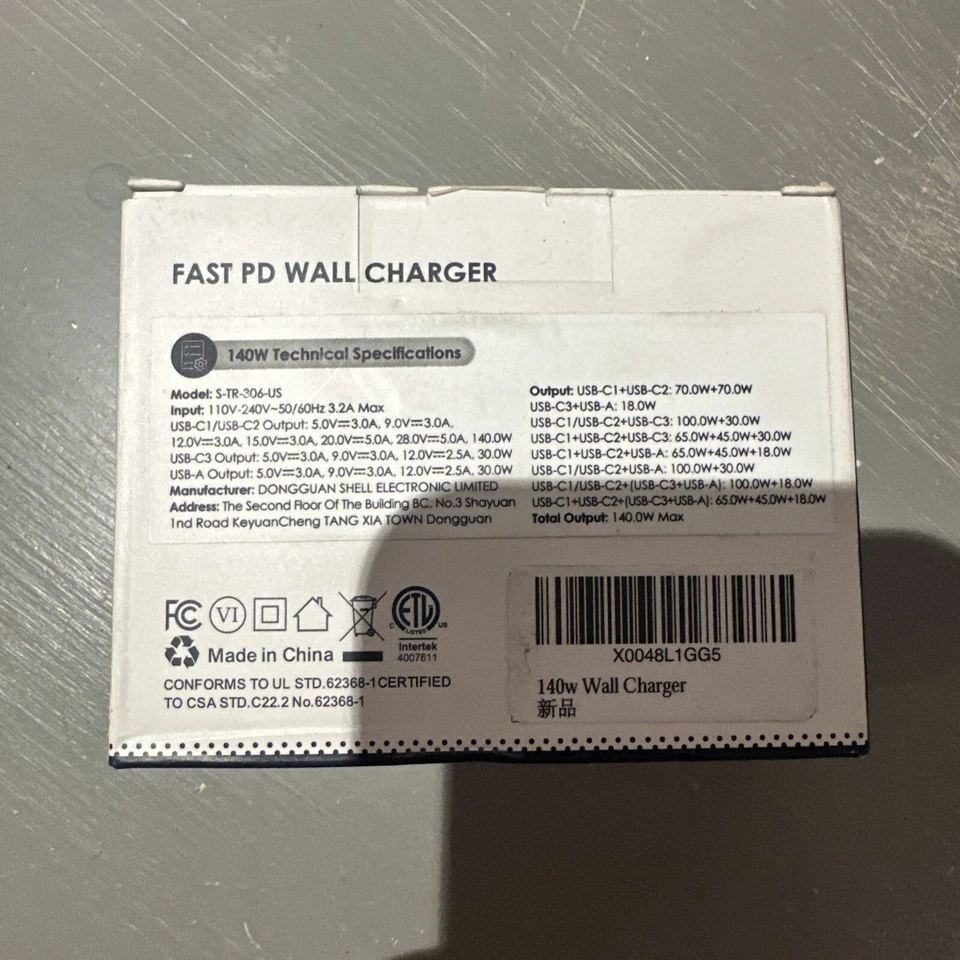 FAST PD WALL CHARGER
140W Technical Specifications
Model: S-TR-306-US
Input: 110V-240V~50/60Hz 3.2A Max
USB-C1/USB-C2 Output: 5.0V⎓3.0A, 9.0V⎓3.0A,
12.0V⎓3.0A, 15.0V⎓3.0A, 20.0V⎓5.0A, 28.0V⎓5.0A, 140.0W
USB-C3 Output: 5.0V⎓3.0A, 9.0V⎓3.0A, 12.0V⎓2.5A, 30.0W
USB-A Output: 5.0V⎓3.0A, 9.0V⎓3.0A, 12.0V⎓2.5A, 30.0W
Manufacturer: DONGGUAN SHELL ELECTRONIC LIMITED
Address: The Second Floor Of The Building BC, No.3 Shayuan
1nd Road KeyuanCheng TANG XIA TOWN Dongguan
Output: USB-C1+USB-C2: 70.0W+70.0W
USB-C3+USB-A: 18.0W
USB-C1/USB-C2+USB-C3: 100.0W+30.0W
USB-C1+USB-C2+USB-C3: 65.0W+45.0W+30.0W
USB-C1+USB-C2+USB-A: 65.0W+45.0W+18.0W
USB-C1/USB-C2+USB-A: 100.0W+30.0W
USB-C1/USB-C2+(USB-C3+USB-A): 100.0W+18.0W
USB-C1+USB-C2+(USB-C3+USB-A): 65.0W+45.0W+18.0W
Total Output: 140.0W Max
FC VI C ETL LISTED US
Intertek
4007611
Made in China
CONFORMS TO UL STD.62368-1CERTIFIED
TO CSA STD.C22.2 No.62368-1
X0048L1GG5
140w Wall Charger
新品